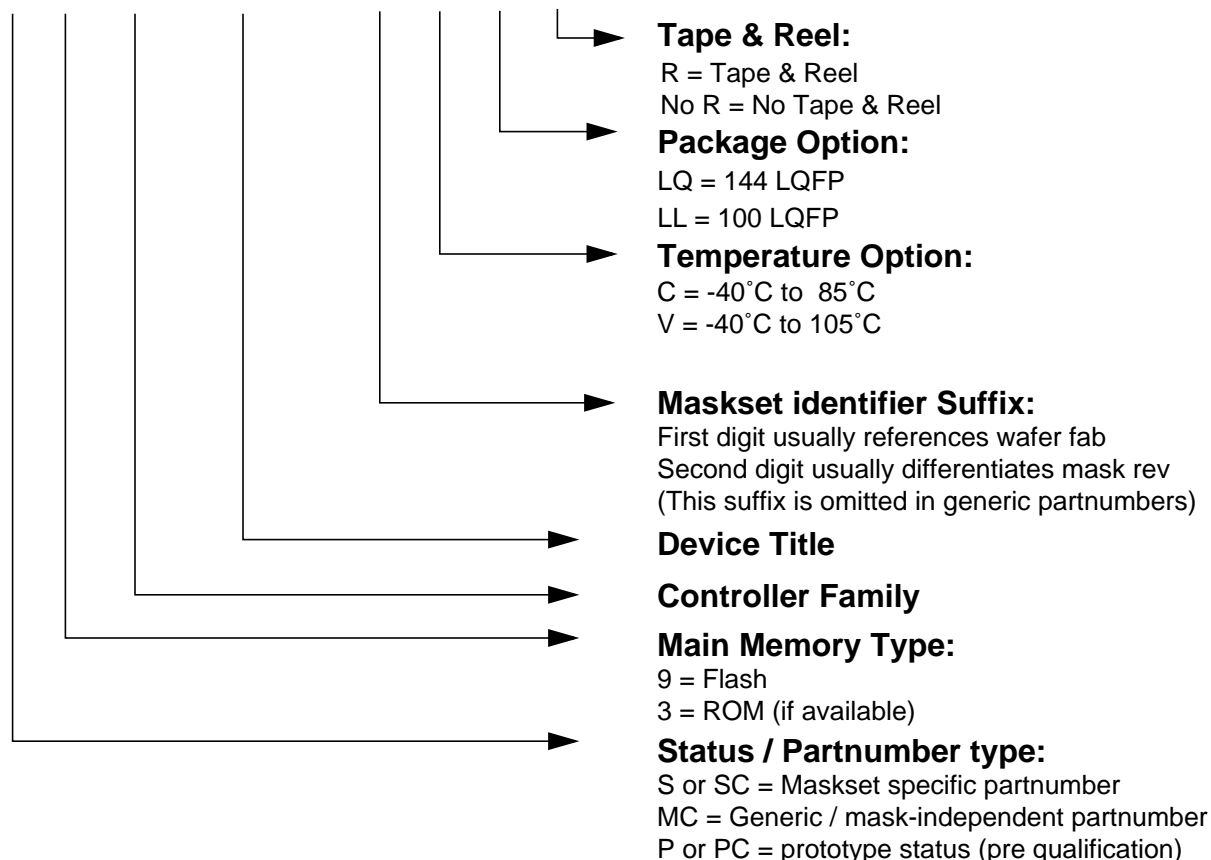 Tape & Reel:
R = Tape & Reel
No R = No Tape & Reel
Package Option:
LQ = 144 LQFP
LL = 100 LQFP
Temperature Option:
C = -40˚C to 85˚C
V = -40˚C to 105˚C
Maskset identifier Suffix:
First digit usually references wafer fab
Second digit usually differentiates mask rev
(This suffix is omitted in generic partnumbers)
Device Title
Controller Family
Main Memory Type:
9 = Flash
3 = ROM (if available)
Status / Partnumber type:
S or SC = Maskset specific partnumber
MC = Generic / mask-independent partnumber
P or PC = prototype status (pre qualification)